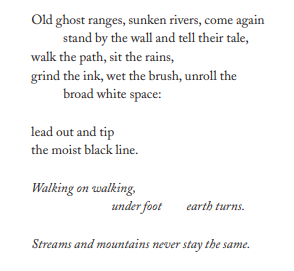 Old ghost ranges, sunken rivers, come again
stand by the wall and tell their tale,
walk the path, sit the rains,
grind the ink, wet the brush, unroll the
broad white space:
lead out and tip
the moist black line.
Walking on walking,
under foot earth turns.
Streams and mountains never stay the same.